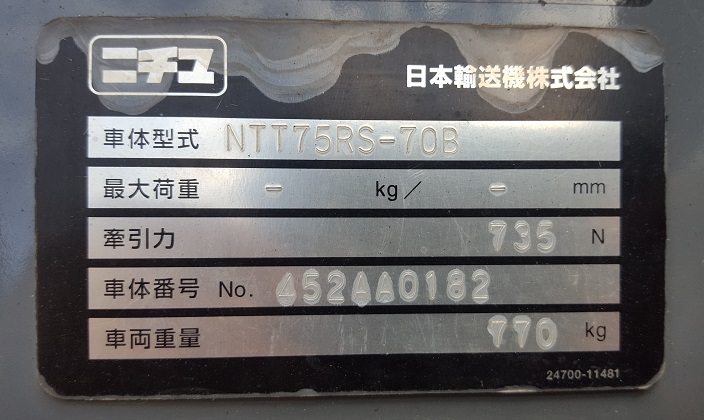 ニチユ 日本輸送機株式会社
車体型式 NTT75RS-70B
最大荷重 - kg／ - mm
牽引力 735 N
車体番号 No. 452AA0182
車両重量 770 kg
24700-11481